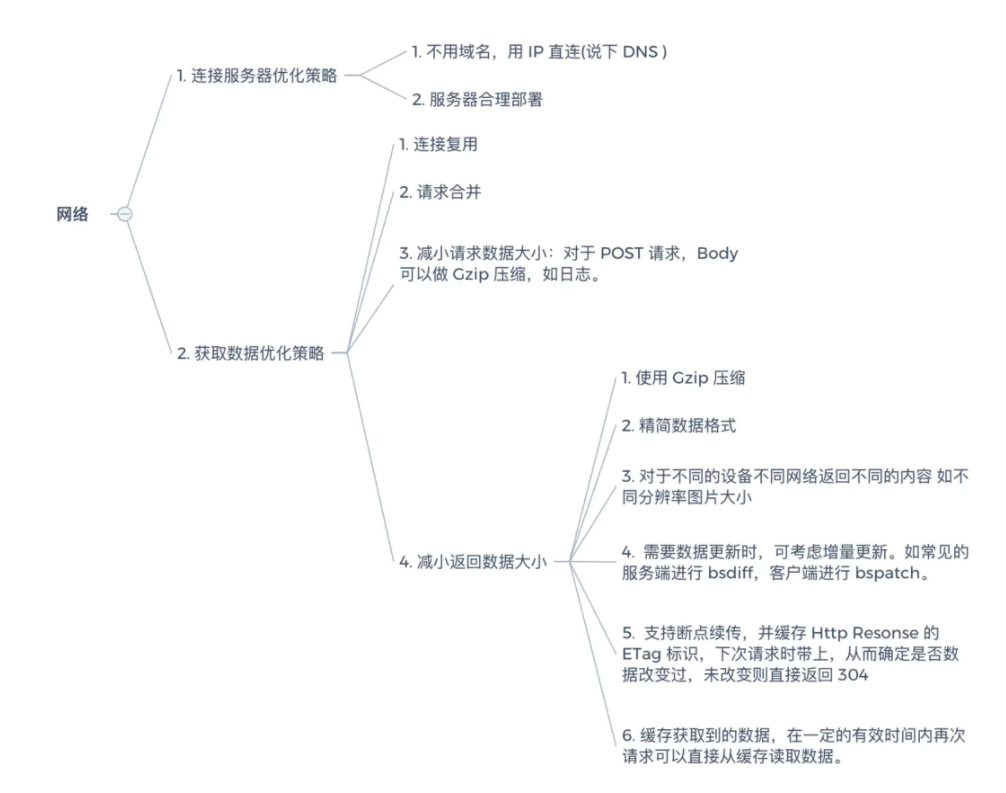 网络
1. 连接服务器优化策略
1. 不用域名，用 IP 直连(说下 DNS )
2. 服务器合理部署
2. 获取数据优化策略
1. 连接复用
2. 请求合并
3. 减小请求数据大小：对于 POST 请求，Body
可以做 Gzip 压缩，如日志。
4. 减小返回数据大小
1. 使用 Gzip 压缩
2. 精简数据格式
3. 对于不同的设备不同网络返回不同的内容 如不
同分辨率图片大小
4. 需要数据更新时，可考虑增量更新。如常见的
服务端进行 bsdiff，客户端进行 bspatch。
5. 支持断点续传，并缓存 Http Resonse 的
ETag 标识，下次请求时带上，从而确定是否数
据改变过，未改变则直接返回 304
6. 缓存获取到的数据，在一定的有效时间内再次
请求可以直接从缓存读取数据。